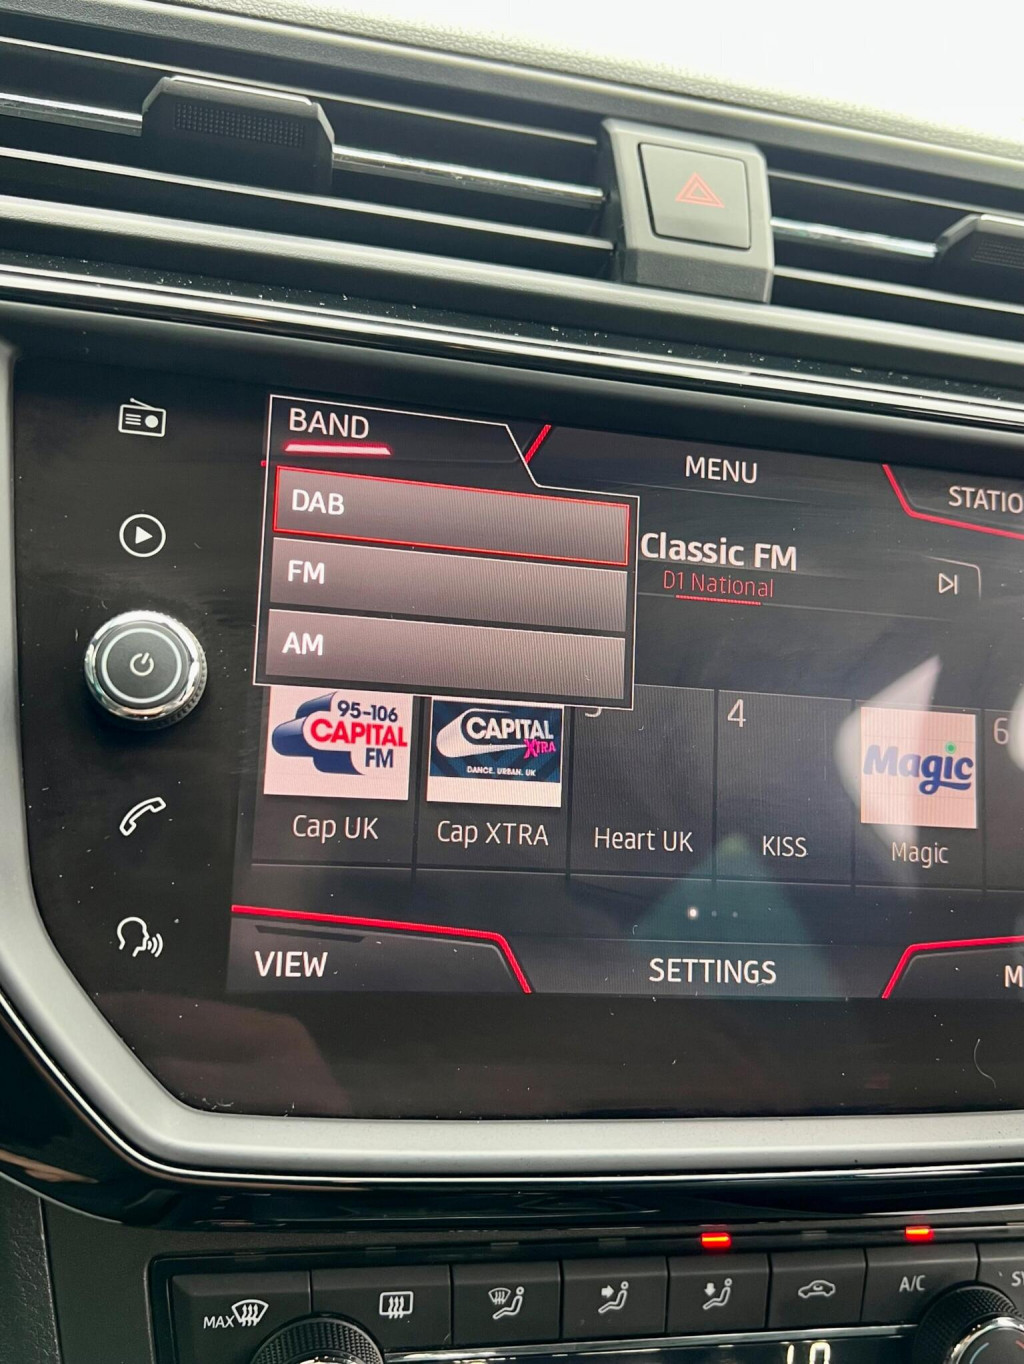 BAND
MENU
STATIO
DAB
FM
AM
Classic FM
D1 National
4
6
95-106
CAPITAL
FM
CAPITAL
XTRA
DANCE. URBAN. UK
Magic
Cap UK
Cap XTRA
Heart UK
KISS
Magic
VIEW
SETTINGS
M
MAX
A/C